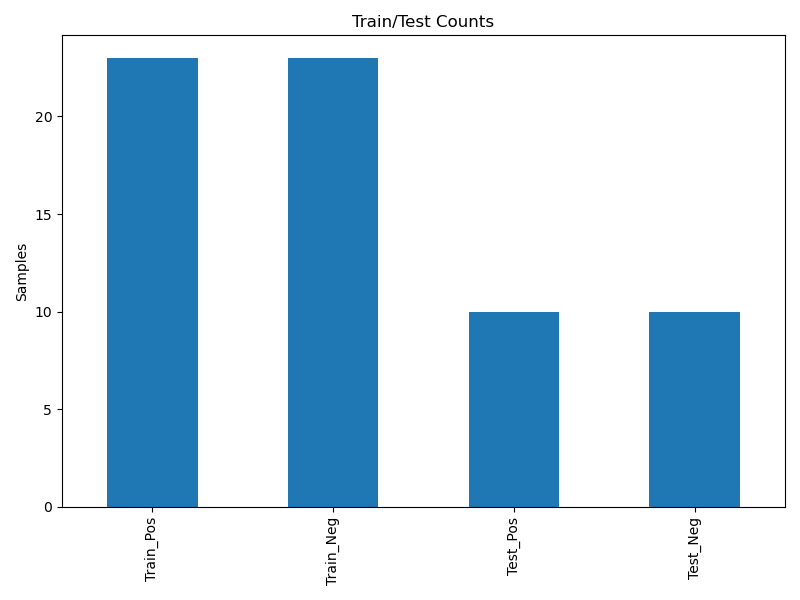 Train/Test Counts
Samples
20
15
10
5
0
Train_Pos
Train_Neg
Test_Pos
Test_Neg